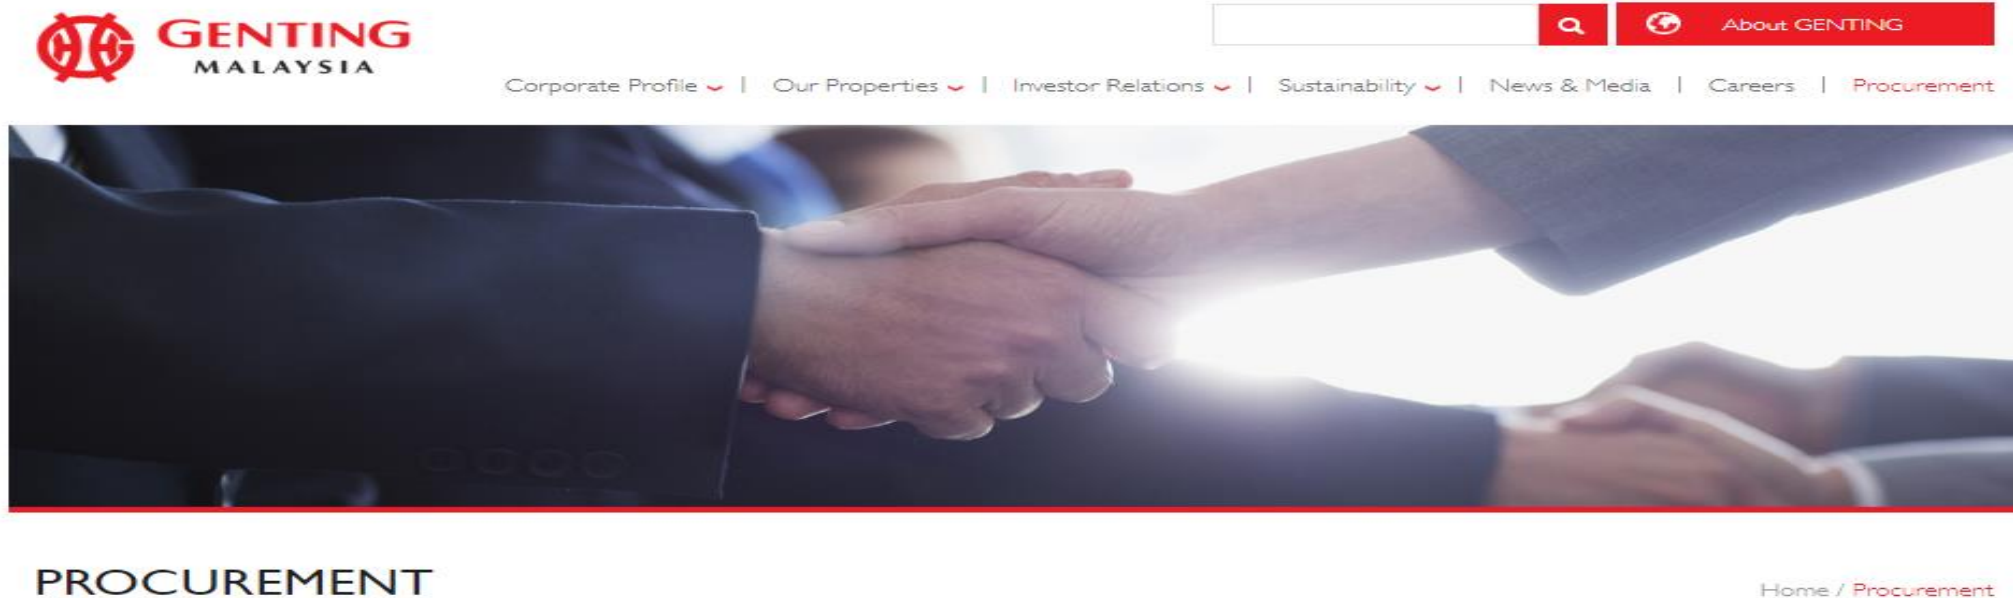 GENTING
MALAYSIA
About GENTING
Corporate Profile | Our Properties | Investor Relations | Sustainability | News & Media | Careers | Procurement
PROCUREMENT
Home / Procurement